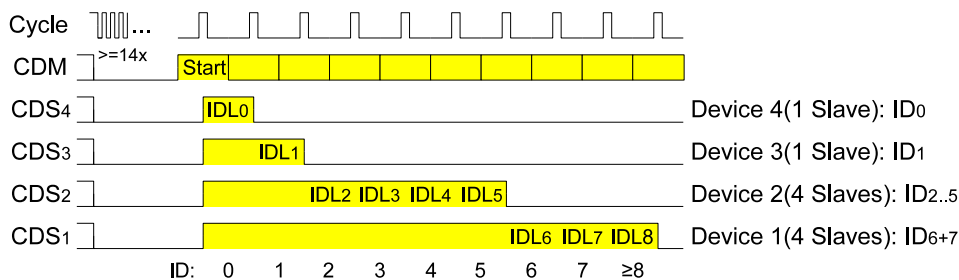 Cycle ...
>=14x
CDM Start
CDS4 IDL0 Device 4(1 Slave): ID0
CDS3 IDL1 Device 3(1 Slave): ID1
CDS2 IDL2 IDL3 IDL4 IDL5 Device 2(4 Slaves): ID2..5
CDS1 IDL6 IDL7 IDL8 Device 1(4 Slaves): ID6+7
ID: 0 1 2 3 4 5 6 7 ≥8